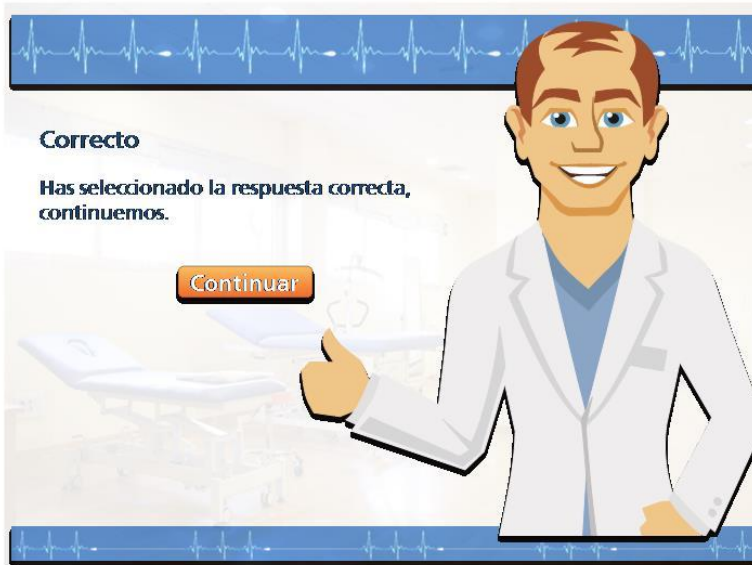 Correcto
Has seleccionado la respuesta correcta,
continuemos.
Continuar